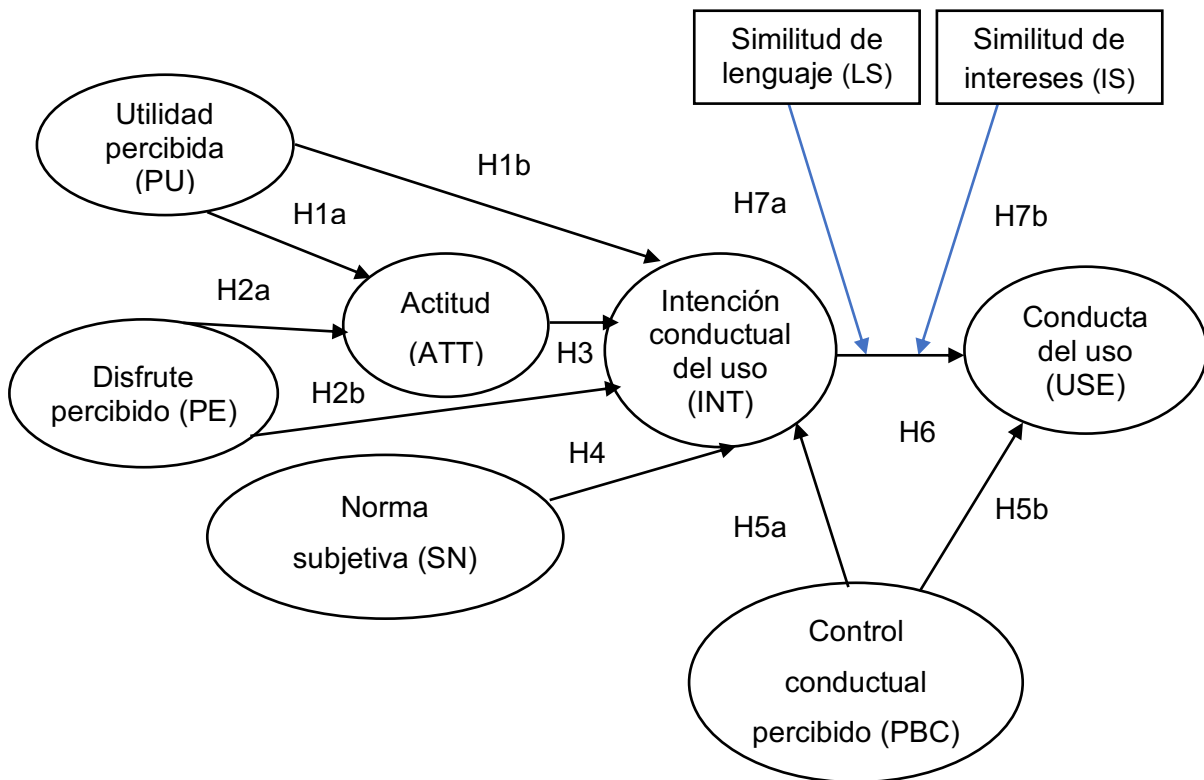 Similitud de
lenguaje (LS)
Similitud de
intereses (IS)
Utilidad
percibida
(PU)
H1b
H1a
H7a
H7b
H2a
Actitud
(ATT)
H3
Intención
conductual
del uso
(INT)
Conducta
del uso
(USE)
Disfrute
percibido (PE)
H2b
H6
H4
Norma
subjetiva (SN)
H5a
H5b
Control
conductual
percibido (PBC)